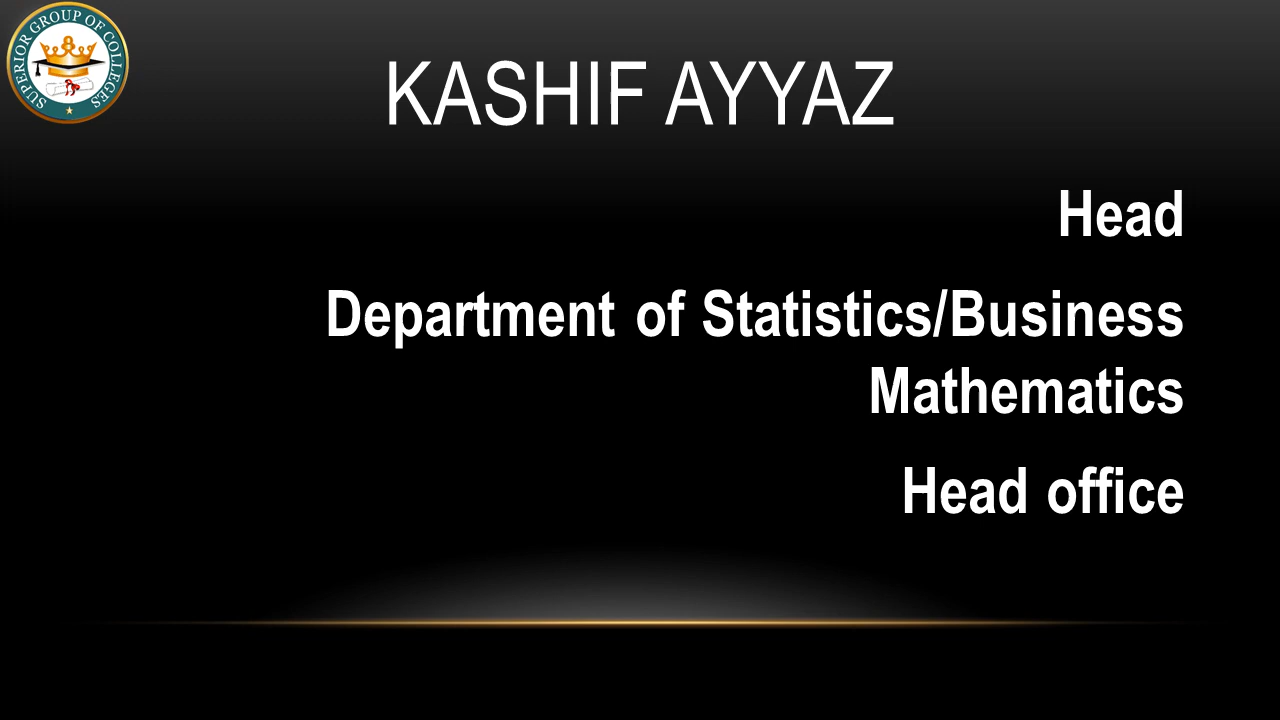 SUPERIOR GROUP OF COLLEGES
KASHIF AYYAZ
Head
Department of Statistics/Business
Mathematics
Head office